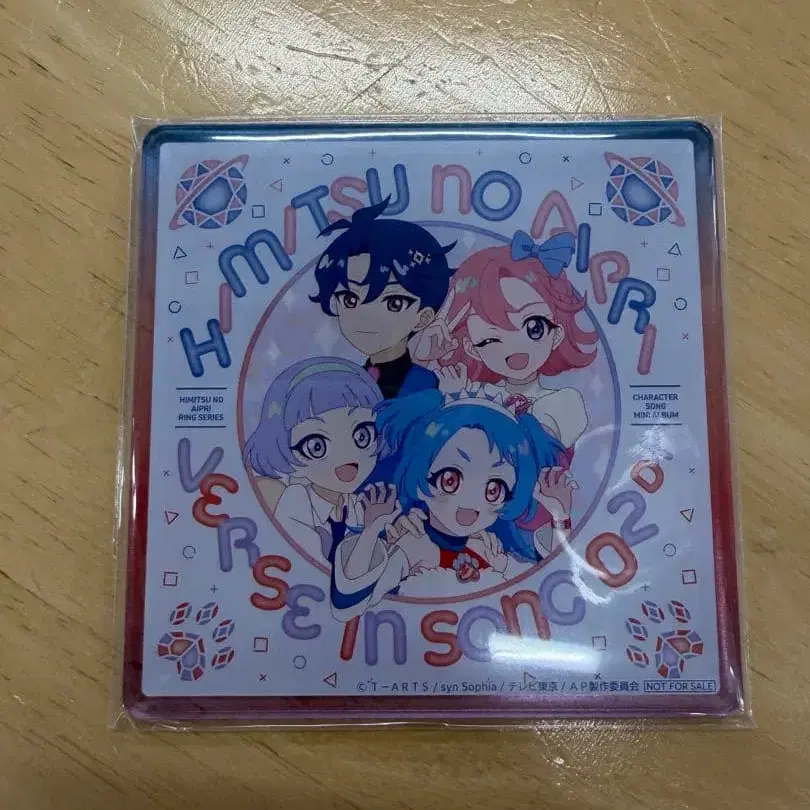 HIMITSU NO AIPRI
HIMITSU NO
AIPRI
RING SERIES
CHARACTER
SONG
MINI ALBUM
VERSE In SONG 02
© T-ARTS / syn Sophia / テレビ東京 / AP製作委員会 NOT FOR SALE